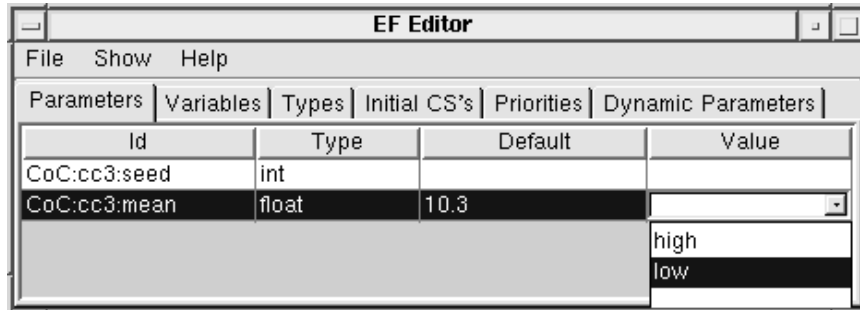 EF Editor
File Show Help
Parameters Variables Types Initial CS's Priorities Dynamic Parameters
Id Type Default Value
CoC:cc3:seed int
CoC:cc3:mean float 10.3
high
low